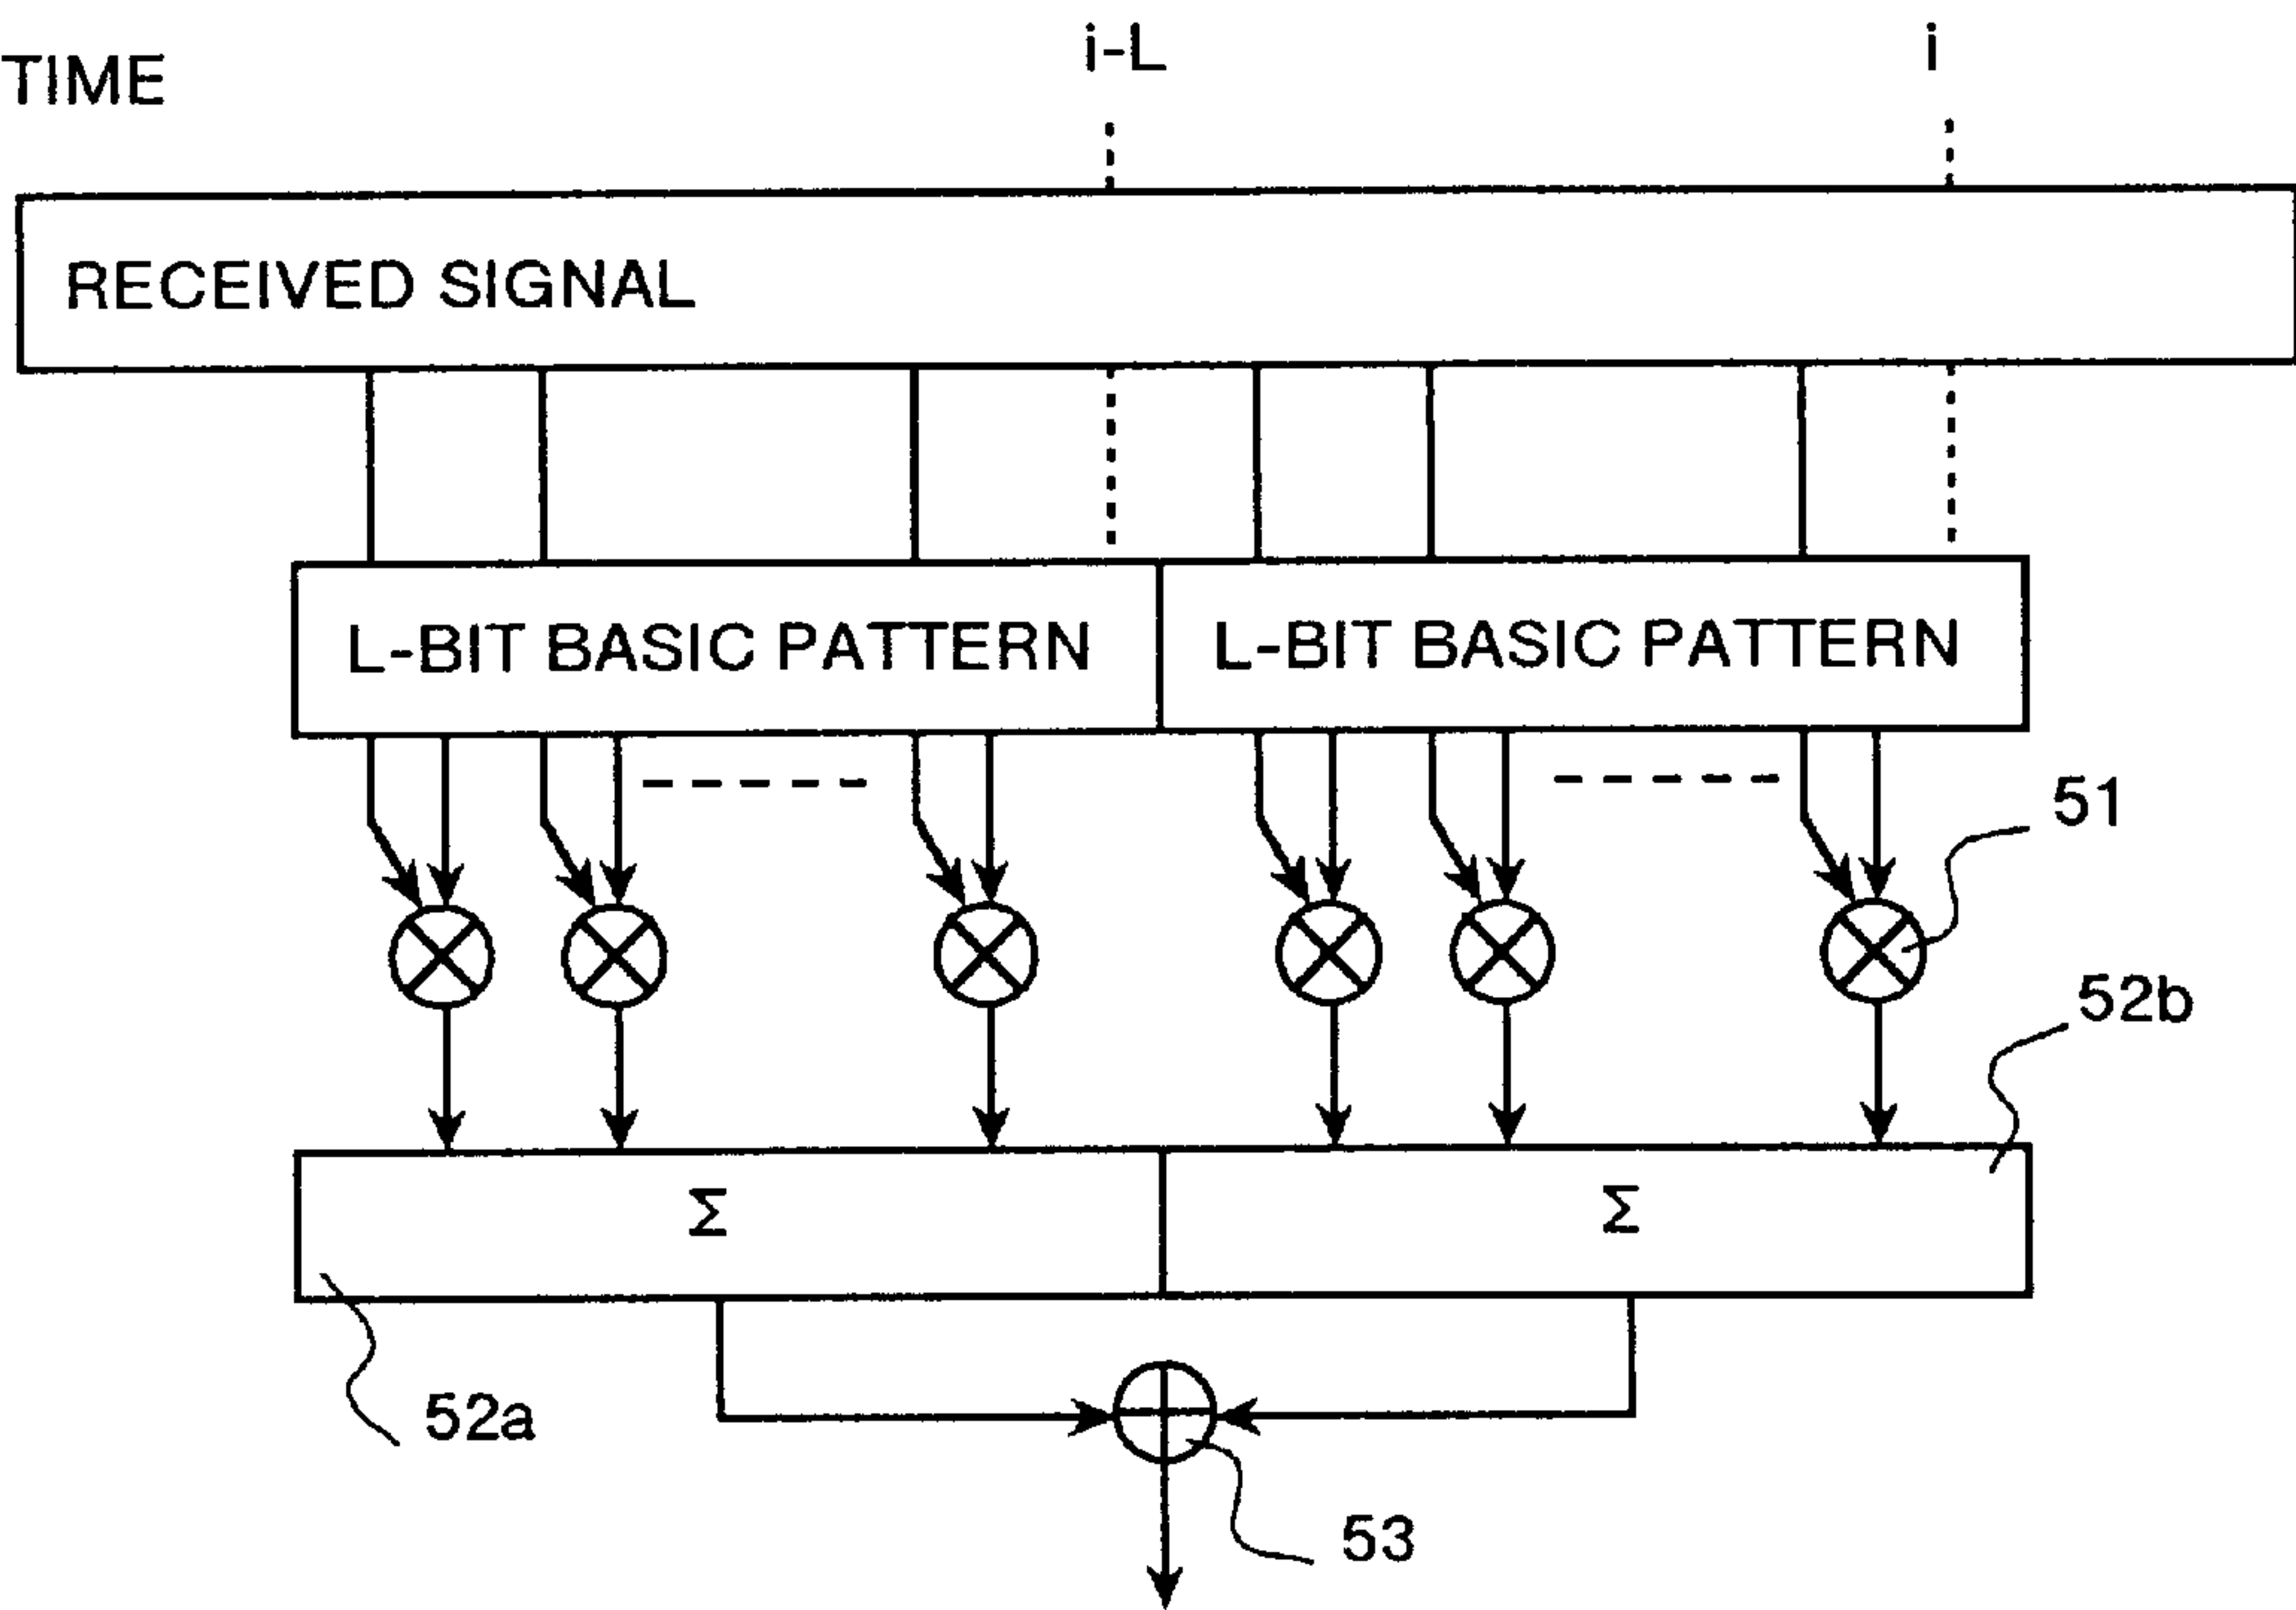 i-L i
TIME
RECEIVED SIGNAL
L-BIT BASIC PATTERN L-BIT BASIC PATTERN
51
52b
Σ Σ
52a
53